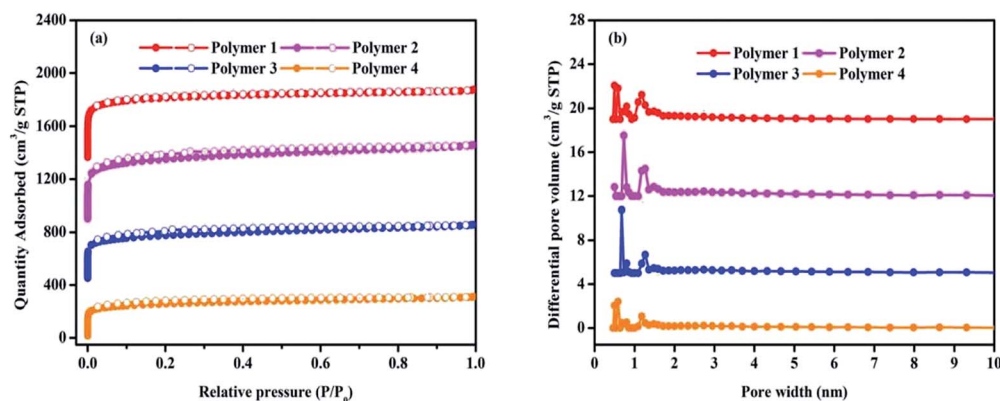 (a)
Polymer 1 Polymer 2
Polymer 3 Polymer 4
Quantity Adsorbed (cm³/g STP)
2400
2000
1600
1200
800
400
0
0.0 0.2 0.4 0.6 0.8 1.0
Relative pressure (P/P₀)
(b)
Polymer 1 Polymer 2
Polymer 3 Polymer 4
Differential pore volume (cm³/g STP)
28
24
20
16
12
8
4
0
0 1 2 3 4 5 6 7 8 9 10
Pore width (nm)